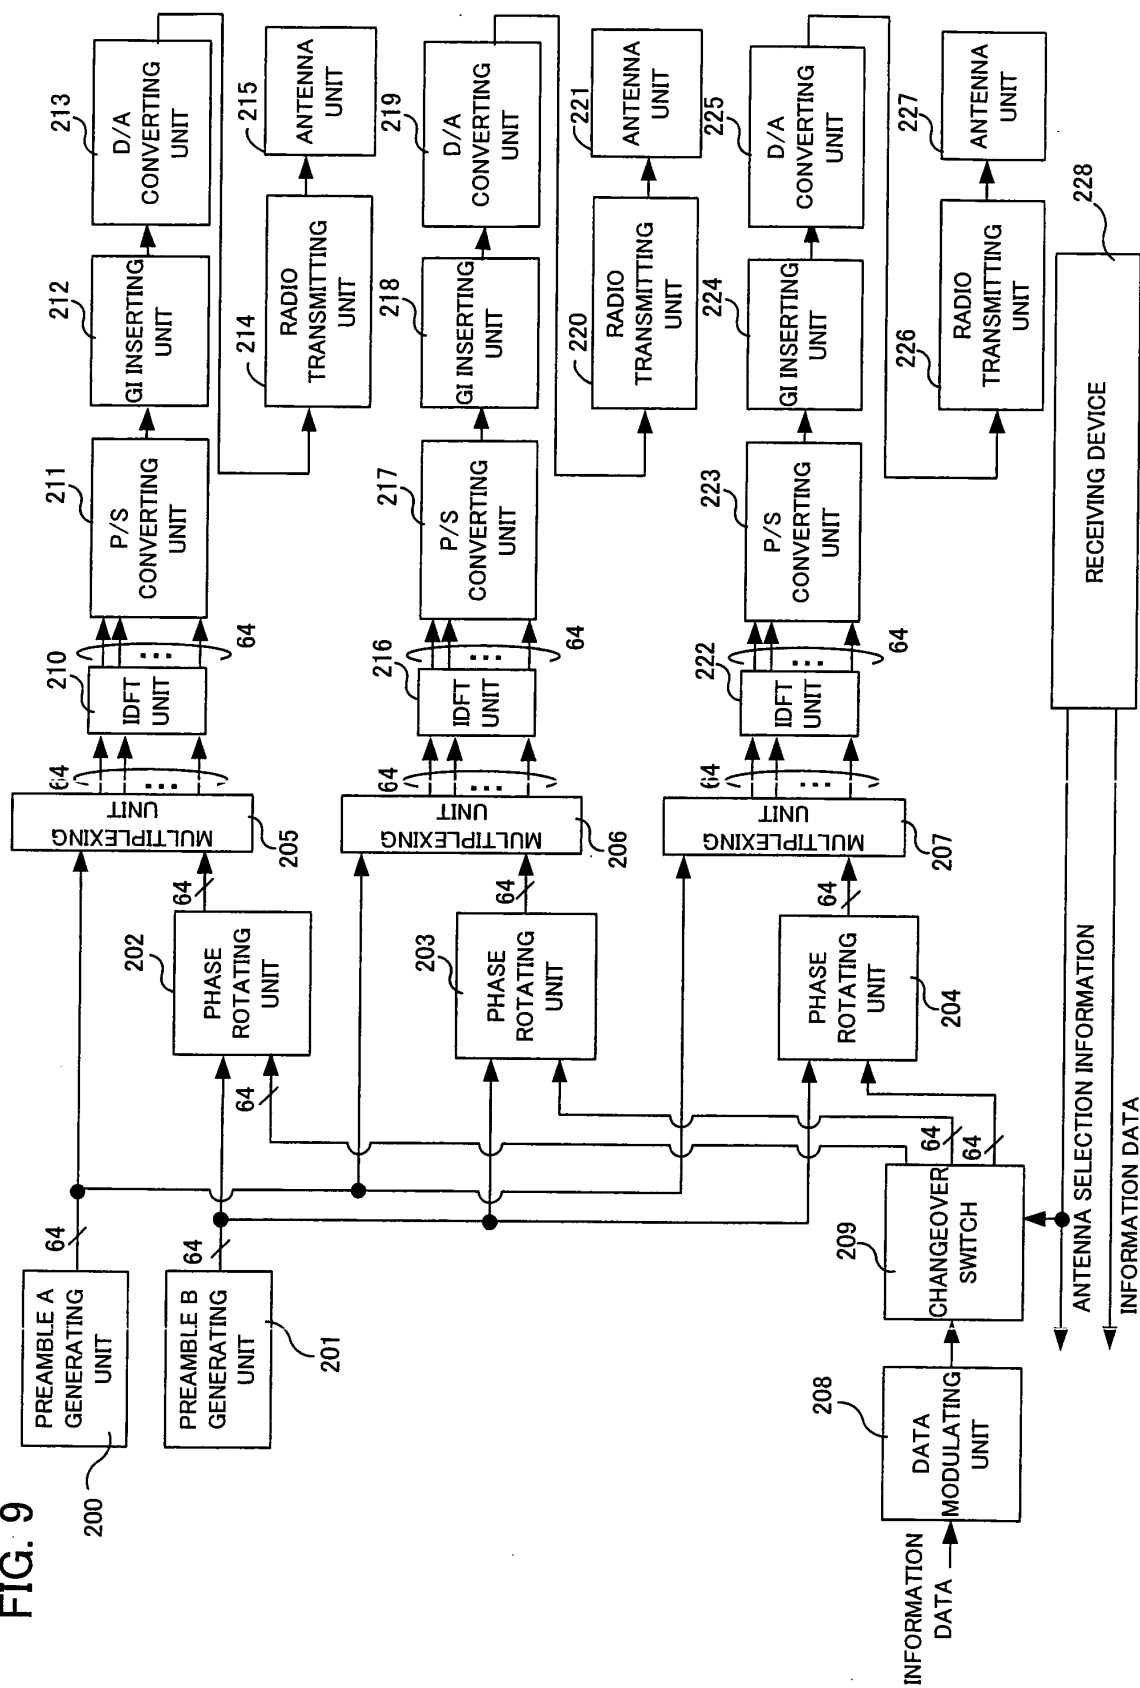 FIG. 9
200
PREAMBLE A
GENERATING
UNIT
64
PREAMBLE B
GENERATING
UNIT
201
64
202
PHASE
ROTATING
UNIT
64
64
MULTIPLEXING
UNIT
205
64
210
IDFT
UNIT
64
211
P/S
CONVERTING
UNIT
212
GI INSERTING
UNIT
213
D/A
CONVERTING
UNIT
214
RADIO
TRANSMITTING
UNIT
215
ANTENNA
UNIT
203
PHASE
ROTATING
UNIT
64
64
MULTIPLEXING
UNIT
206
64
216
IDFT
UNIT
64
217
P/S
CONVERTING
UNIT
218
GI INSERTING
UNIT
219
D/A
CONVERTING
UNIT
220
RADIO
TRANSMITTING
UNIT
221
ANTENNA
UNIT
PHASE
ROTATING
UNIT
204
64
64
MULTIPLEXING
UNIT
207
64
222
IDFT
UNIT
64
223
P/S
CONVERTING
UNIT
224
GI INSERTING
UNIT
225
D/A
CONVERTING
UNIT
226
RADIO
TRANSMITTING
UNIT
227
ANTENNA
UNIT
INFORMATION
DATA
208
DATA
MODULATING
UNIT
209
CHANGEOVER
SWITCH
228
RECEIVING DEVICE
ANTENNA SELECTION INFORMATION
INFORMATION DATA